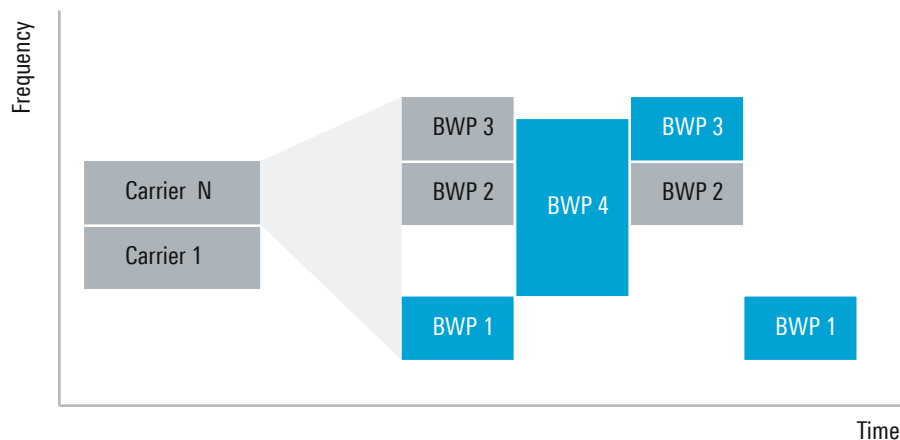 Frequency
BWP 3
BWP 3
Carrier N
BWP 2
BWP 4
BWP 2
Carrier 1
BWP 1
BWP 1
Time